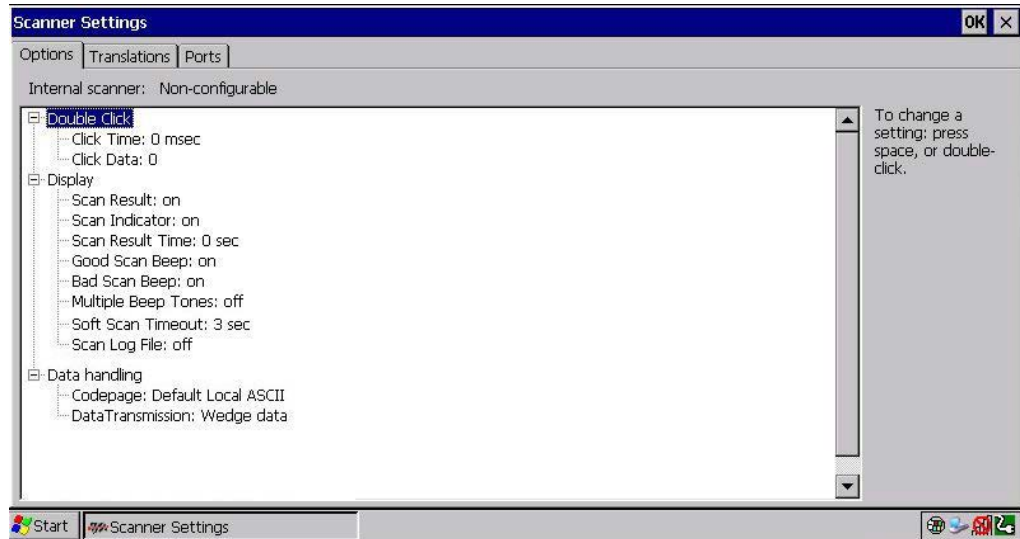 Scanner Settings
OK
Options
Translations
Ports
Internal scanner: Non-configurable
Double Click
Click Time: 0 msec
Click Data: 0
Display
Scan Result: on
Scan Indicator: on
Scan Result Time: 0 sec
Good Scan Beep: on
Bad Scan Beep: on
Multiple Beep Tones: off
Soft Scan Timeout: 3 sec
Scan Log File: off
Data handling
Codepage: Default Local ASCII
DataTransmission: Wedge data
To change a
setting: press
space, or double-
click.
Start
Scanner Settings